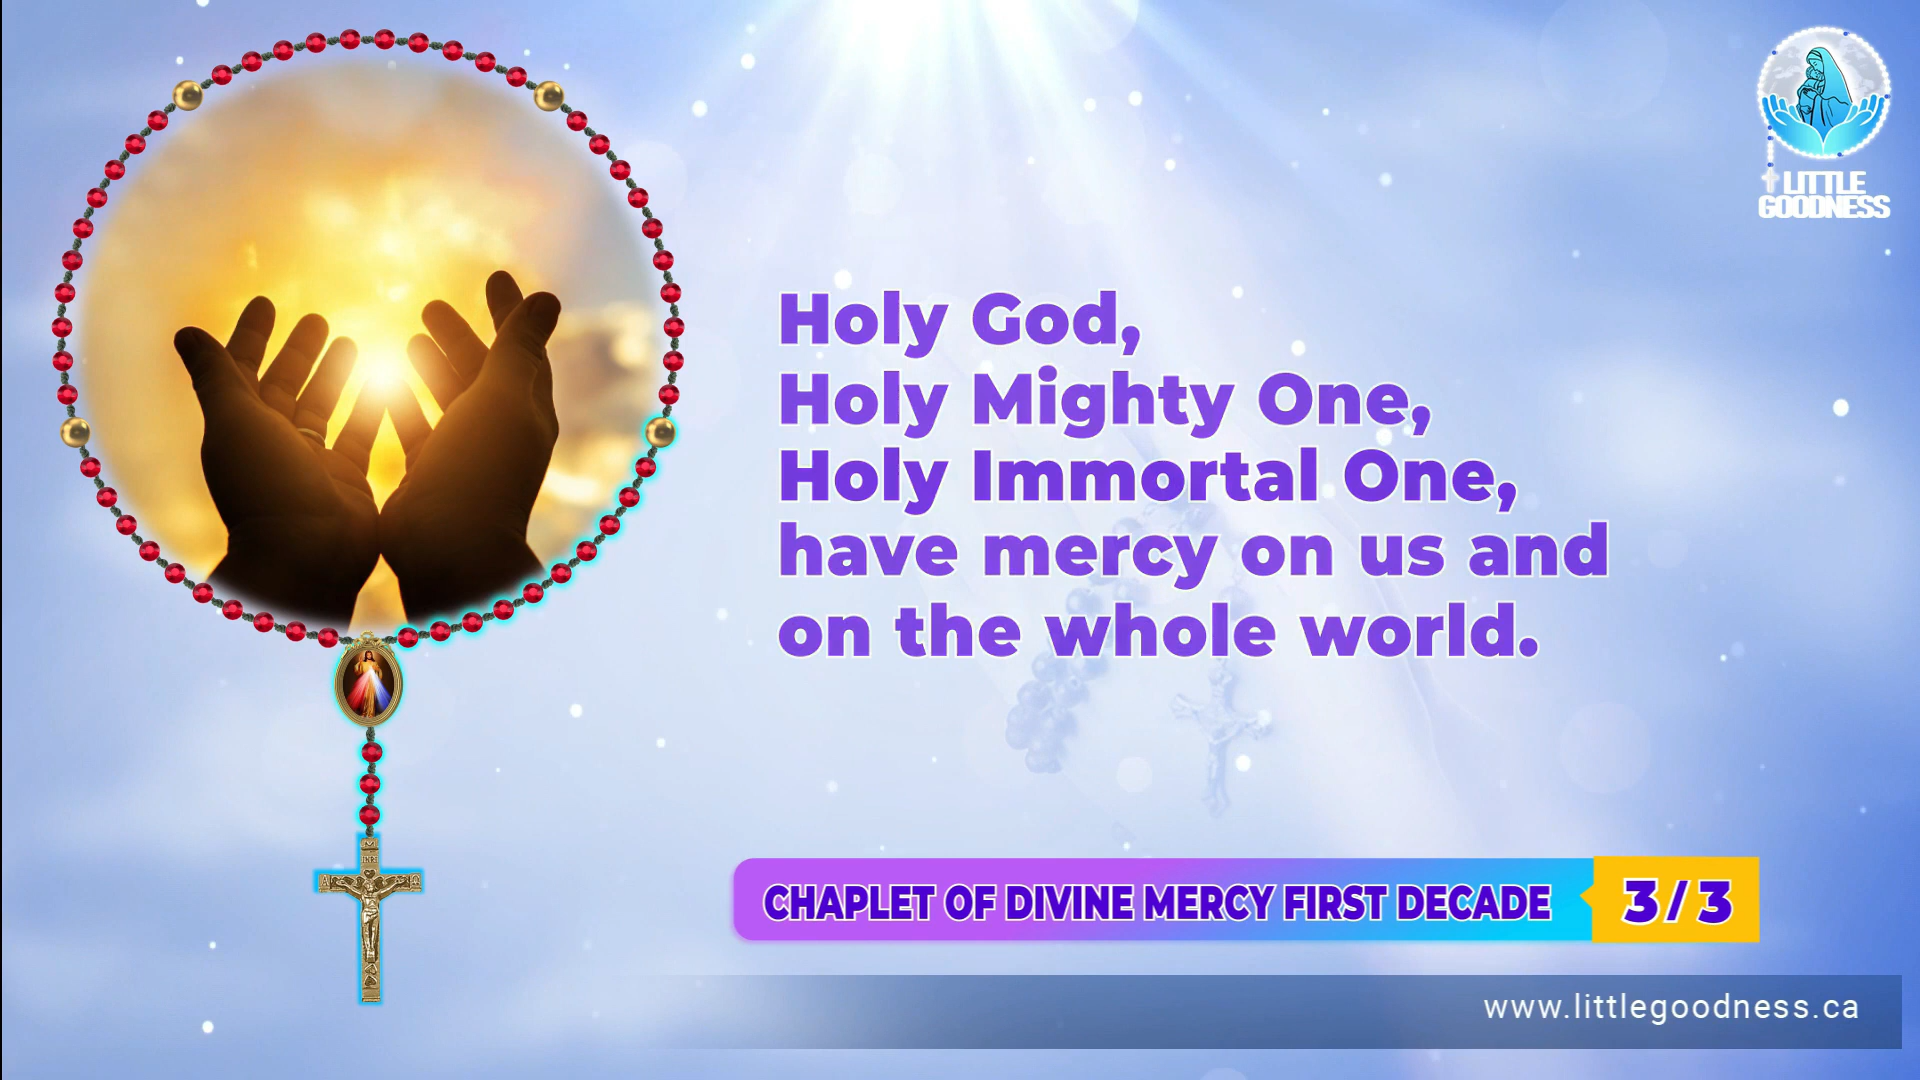 LITTLE
GOODNESS
Holy God,
Holy Mighty One,
Holy Immortal One,
have mercy on us and
on the whole world.
INRI
CHAPLET OF DIVINE MERCY FIRST DECADE
3/3
www.littlegoodness.ca